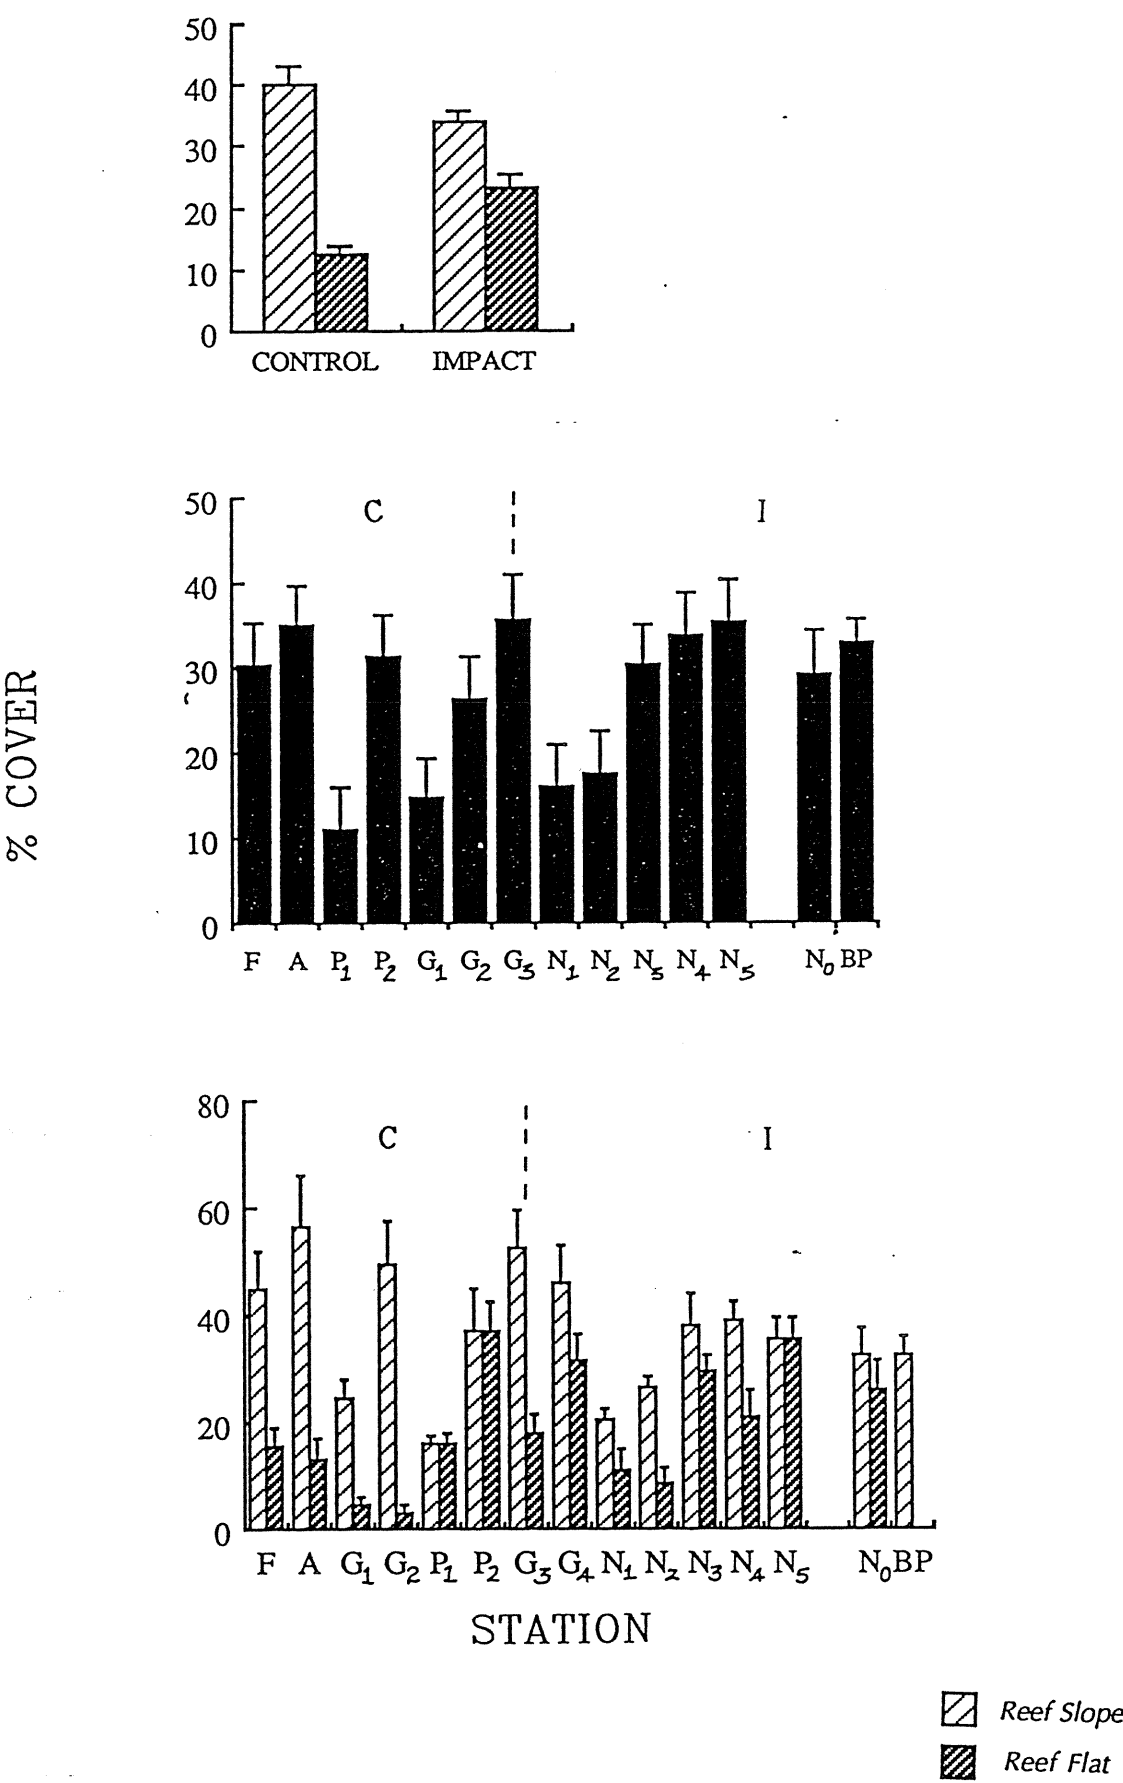 50
40
30
20
10
0
CONTROL IMPACT
% COVER
50
40
30
20
10
0
C I
F A P1 P2 G1 G2 G3 N1 N2 N3 N4 N5 N0 BP
80
60
40
20
0
C I
F A G1 G2 P1 P2 G3 G4 N1 N2 N3 N4 N5 N0 BP
STATION
Reef Slope
Reef Flat